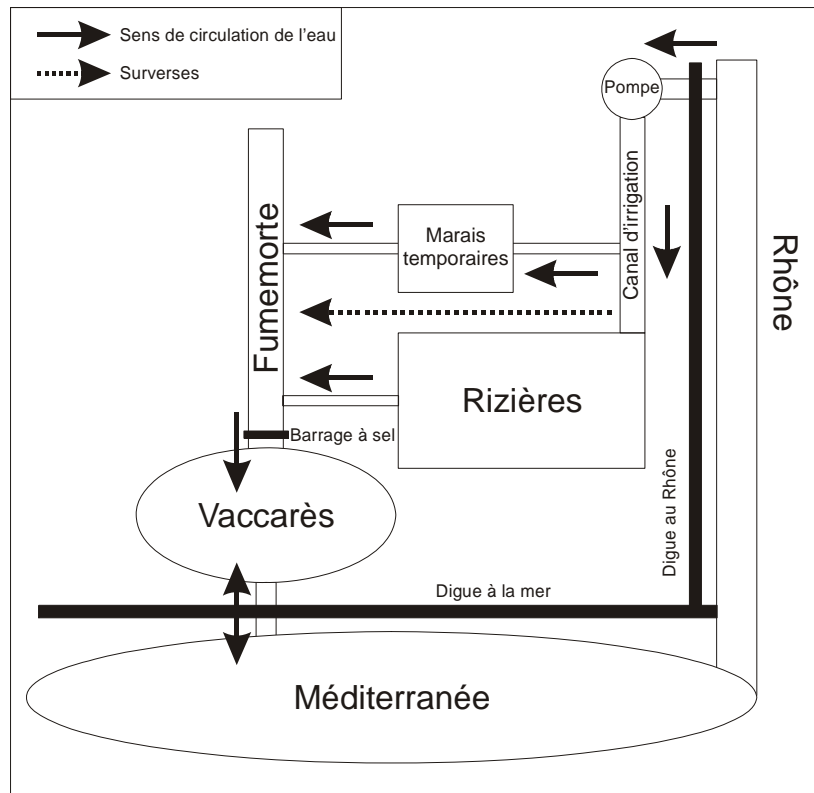 Sens de circulation de l'eau
Surverses
Pompe
Canal d'irrigation
Marais
temporaires
Fumemorte
Rhône
Rizières
Barrage à sel
Vaccarès
Digue au Rhône
Digue à la mer
Méditerranée